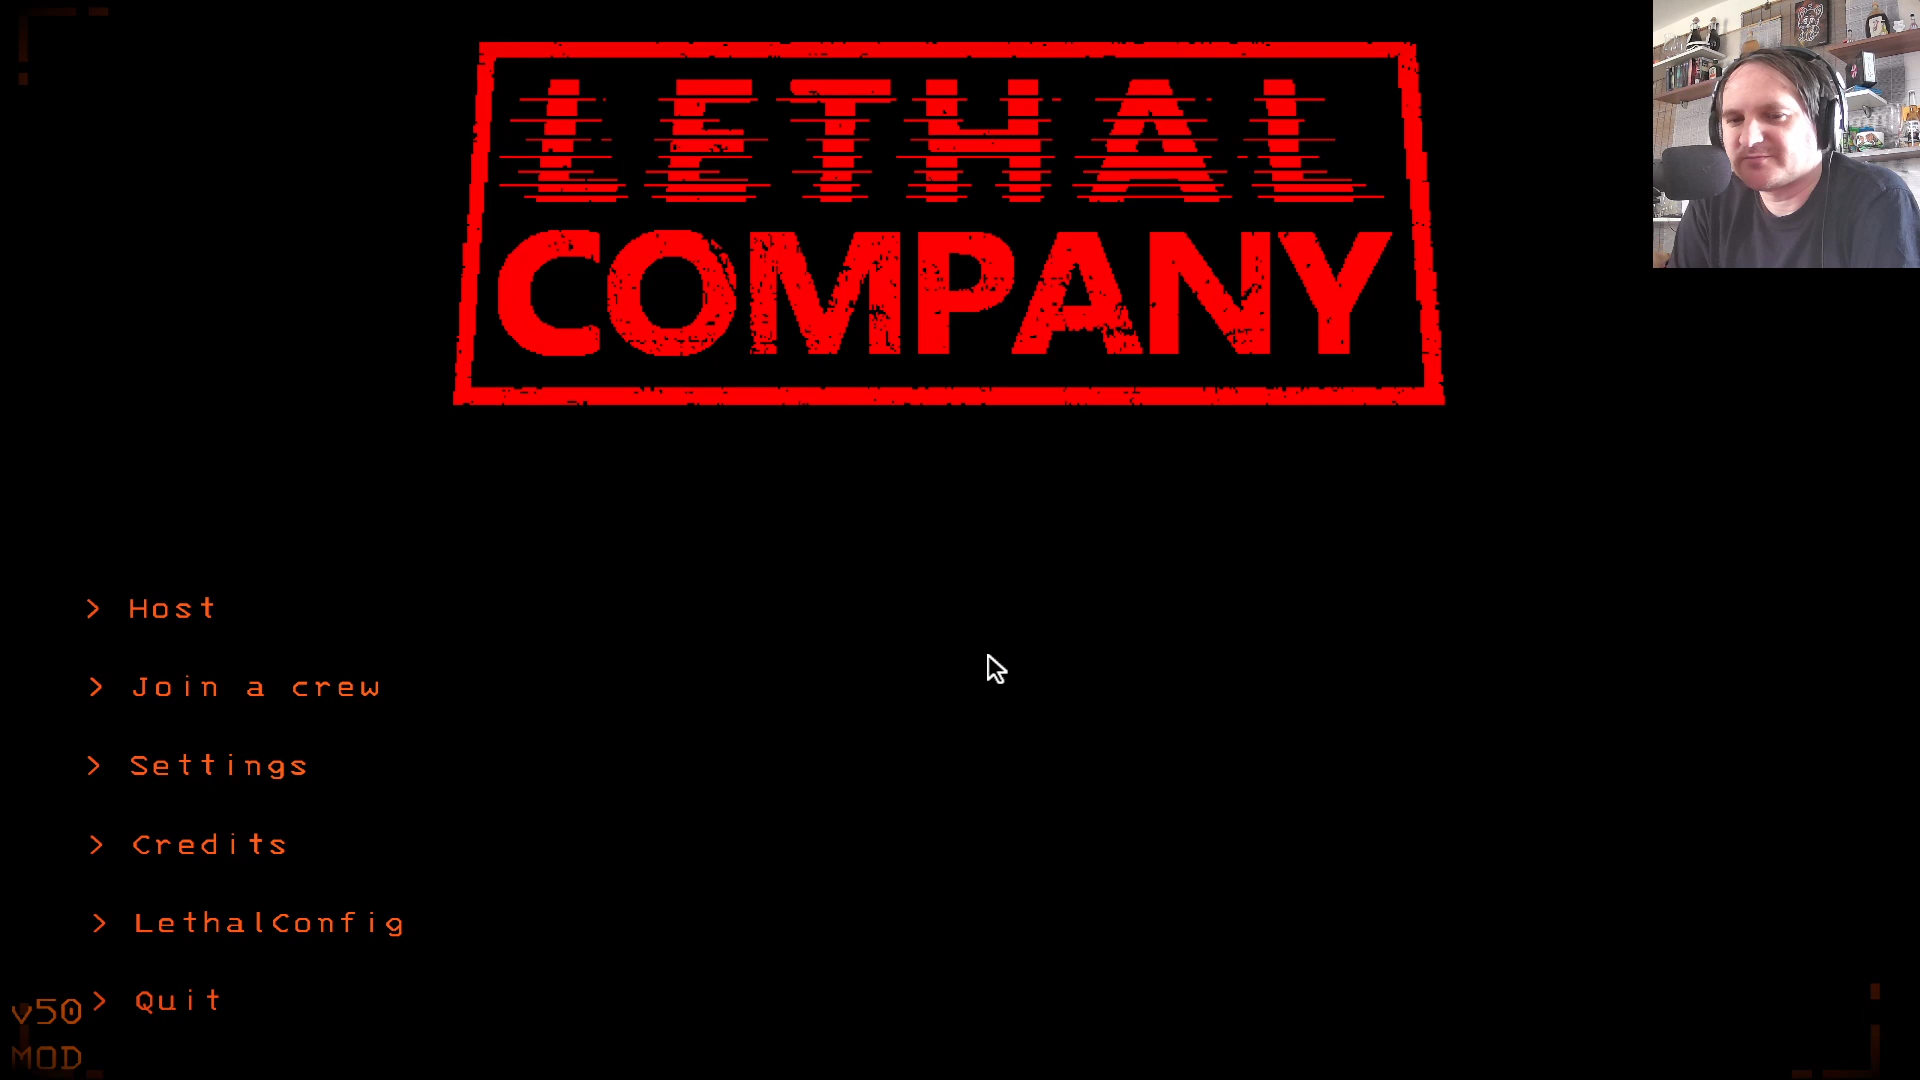 LETHAL
COMPANY
> Host
> Join a crew
> Settings
> Credits
> LethalConfig
> Quit
v50
MOD